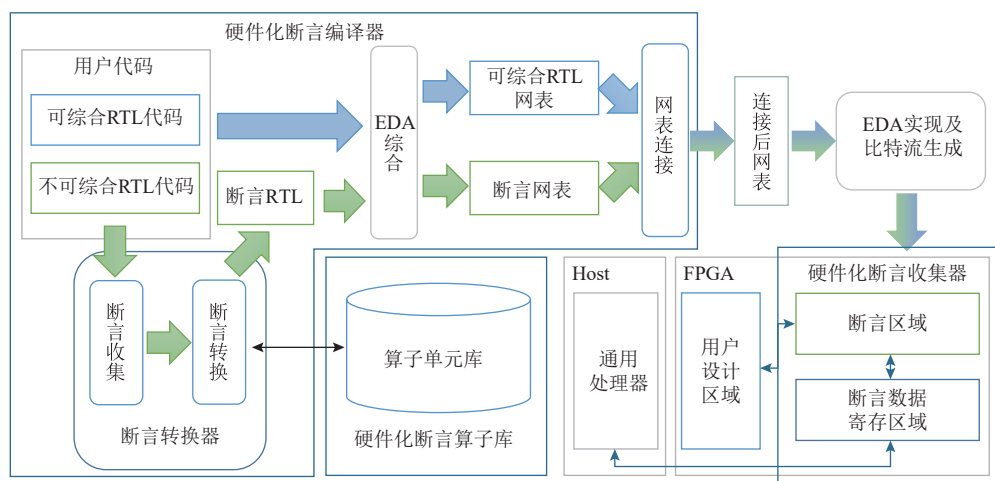 硬件化断言编译器
用户代码
可综合RTL代码
不可综合RTL代码
断言RTL
EDA
综合
可综合RTL
网表
断言网表
网表连接
连接后网表
EDA实现及
比特流生成
断言收集
断言转换
断言转换器
算子单元库
硬件化断言算子库
Host
通用
处理器
FPGA
用户
设计
区域
硬件化断言收集器
断言区域
断言数据
寄存区域